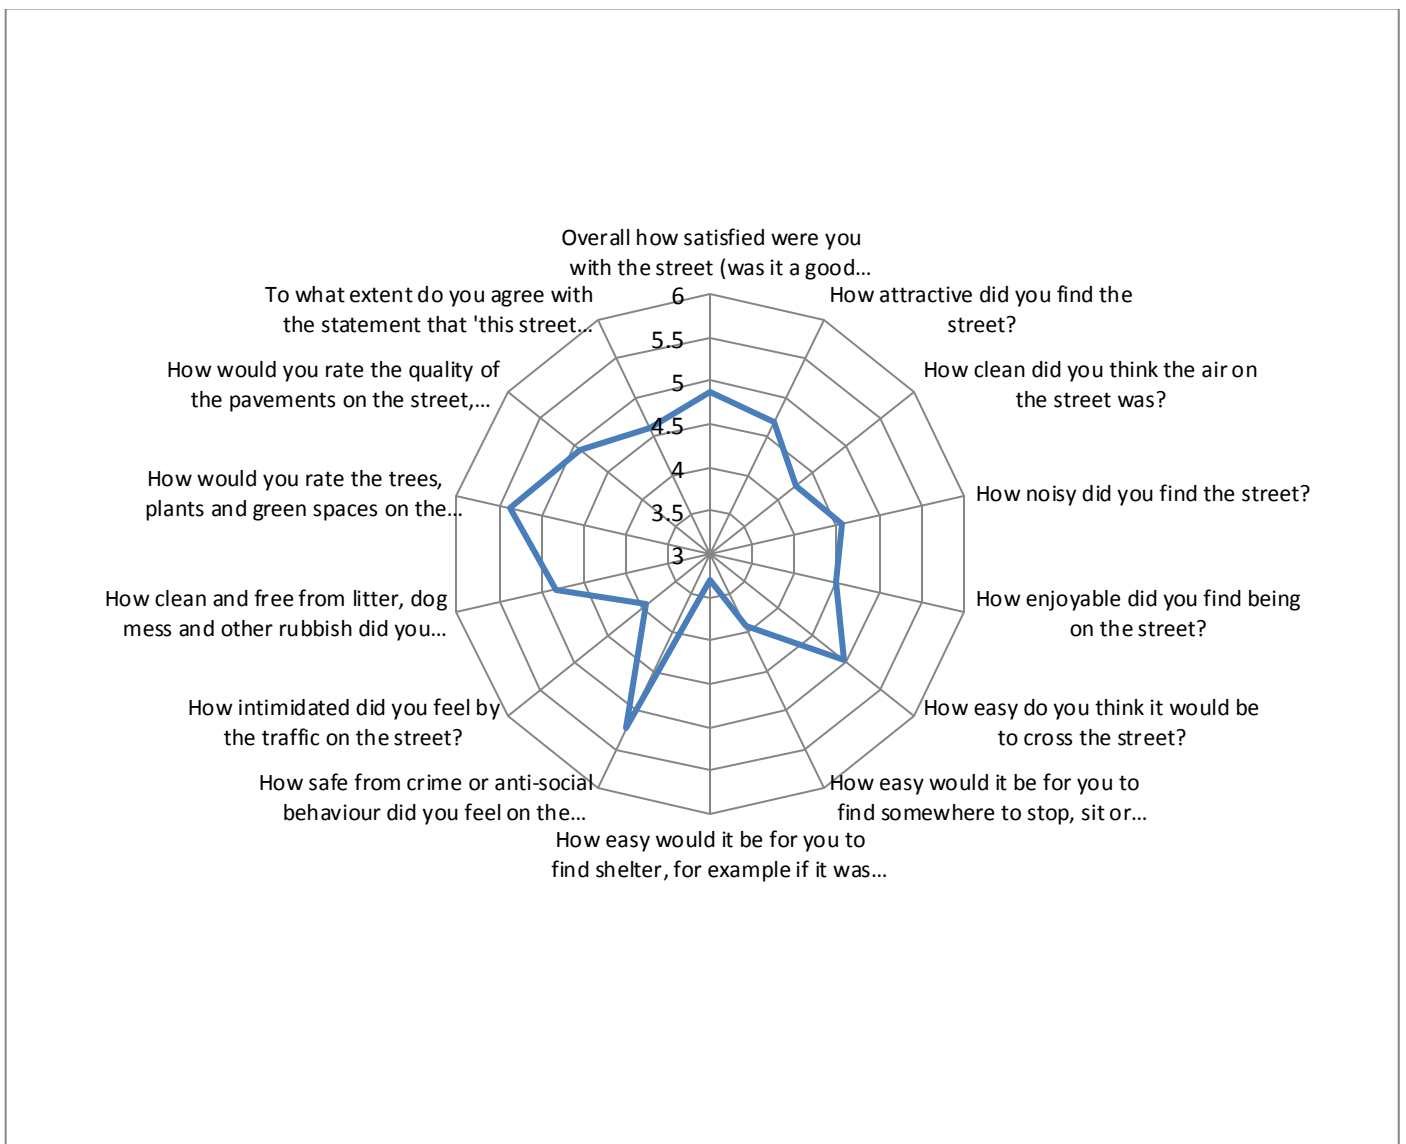 Overall how satisfied were you
with the street (was it a good…
How attractive did you find the
street?
How clean did you think the air on
the street was?
How noisy did you find the street?
How enjoyable did you find being
on the street?
How easy do you think it would be
to cross the street?
How easy would it be for you to
find somewhere to stop, sit or…
How easy would it be for you to
find shelter, for example if it was…
How safe from crime or anti-social
behaviour did you feel on the…
How intimidated did you feel by
the traffic on the street?
How clean and free from litter, dog
mess and other rubbish did you…
How would you rate the trees,
plants and green spaces on the…
How would you rate the quality of
the pavements on the street,…
To what extent do you agree with
the statement that 'this street…
6
5.5
5
4.5
4
3.5
3